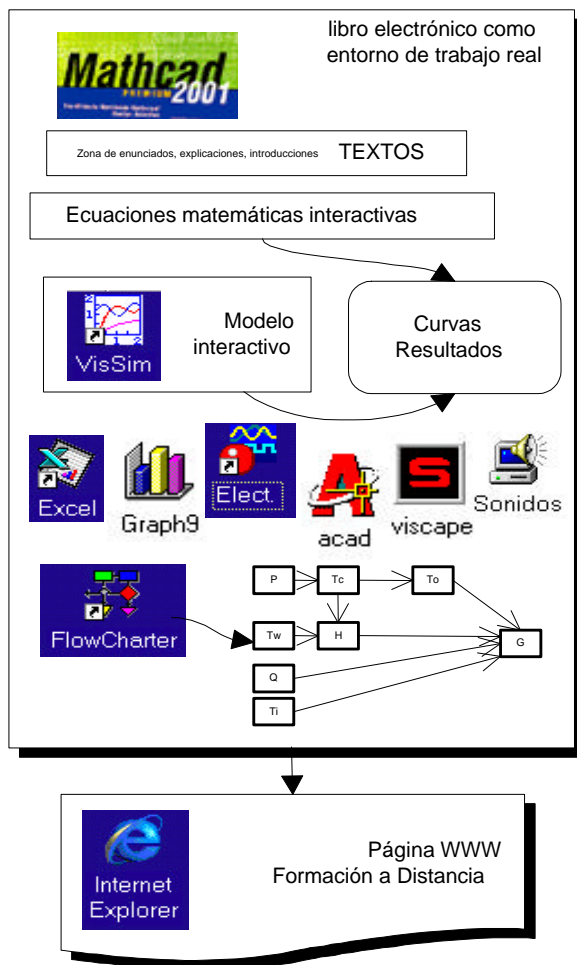 libro electrónico como
entorno de trabajo real
Mathcad
PREMIUM 2001
Zona de enunciados, explicaciones, introducciones TEXTOS
Ecuaciones matemáticas interactivas
VisSim
Modelo
interactivo
Curvas
Resultados
Excel
Graph9
Elect.
acad
viscape
Sonidos
FlowCharter
P
Tc
To
Tw
H
G
Q
Ti
Internet
Explorer
Página WWW
Formación a Distancia